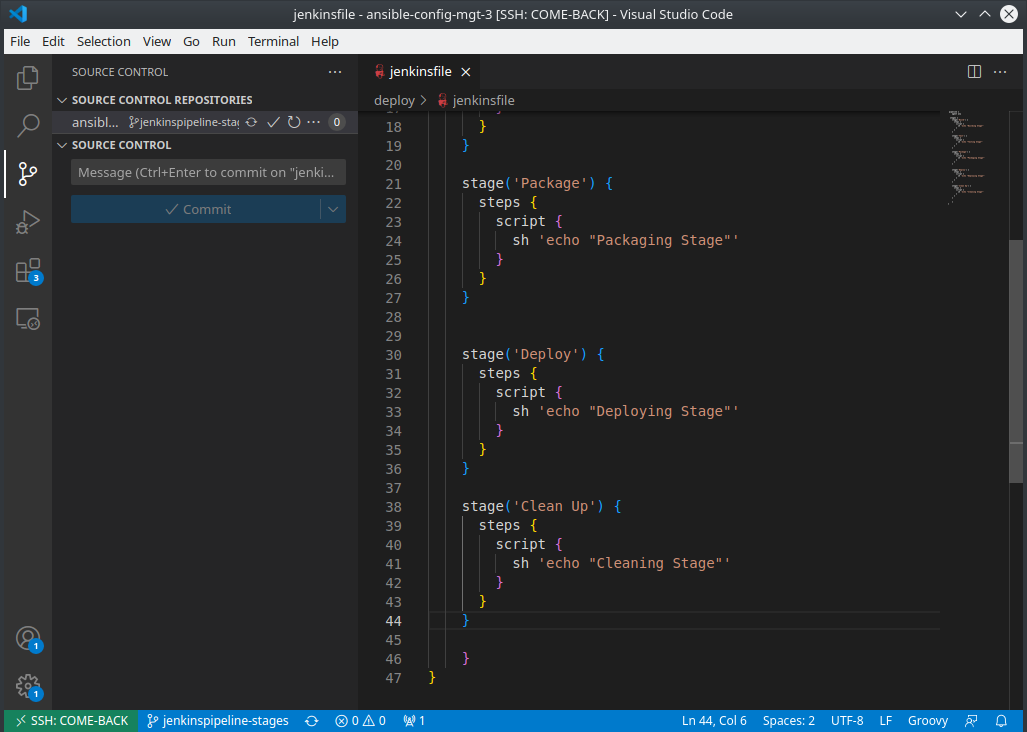 jenkinsfile - ansible-config-mgt-3 [SSH: COME-BACK] - Visual Studio Code
File Edit Selection View Go Run Terminal Help
SOURCE CONTROL
SOURCE CONTROL REPOSITORIES
ansibl... jenkinspipeline-stag 0
SOURCE CONTROL
Message (Ctrl+Enter to commit on "jenki...
Commit
3
1
1
jenkinsfile
deploy > jenkinsfile
18 }
19 }
20
21 stage('Package') {
22 steps {
23 script {
24 sh 'echo "Packaging Stage"'
25 }
26 }
27 }
28
29
30 stage('Deploy') {
31 steps {
32 script {
33 sh 'echo "Deploying Stage"'
34 }
35 }
36 }
37
38 stage('Clean Up') {
39 steps {
40 script {
41 sh 'echo "Cleaning Stage"'
42 }
43 }
44 }
45
46 }
47 }
SSH: COME-BACK jenkinspipeline-stages 0 0 1 Ln 44, Col 6 Spaces: 2 UTF-8 LF Groovy